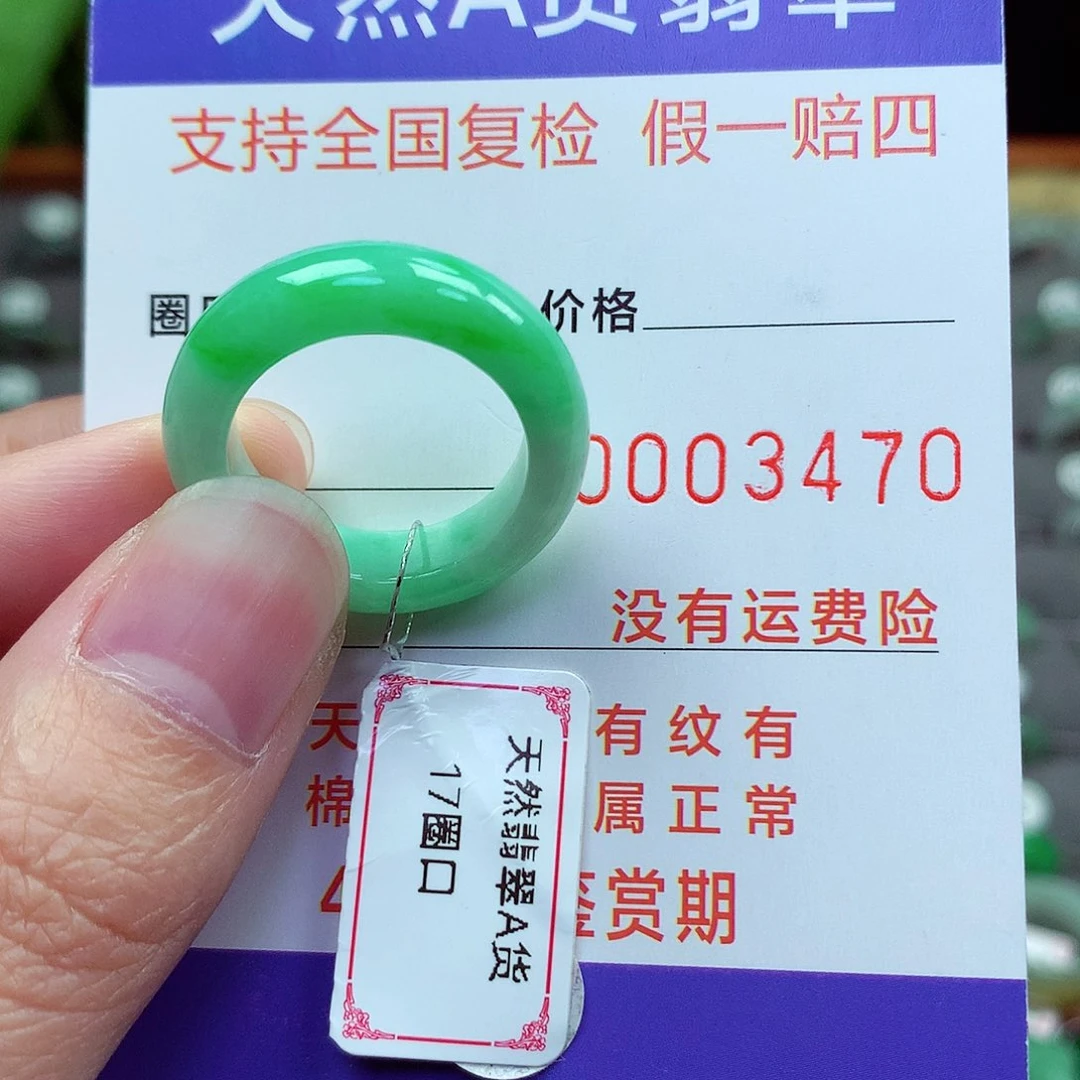 天然A货翡翠
支持全国复检 假一赔四
圈
价格
0003470
没有运费险
天 有纹有
棉 属正常
鉴赏期
天然翡翠A货
17圈口